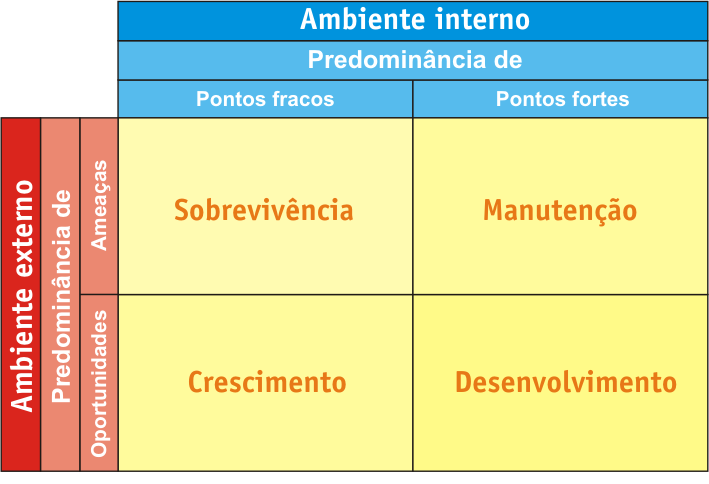 Ambiente interno
Predominância de
Pontos fracos
Pontos fortes
Ambiente externo
Predominância de
Ameaças
Sobrevivência
Manutenção
Oportunidades
Crescimento
Desenvolvimento